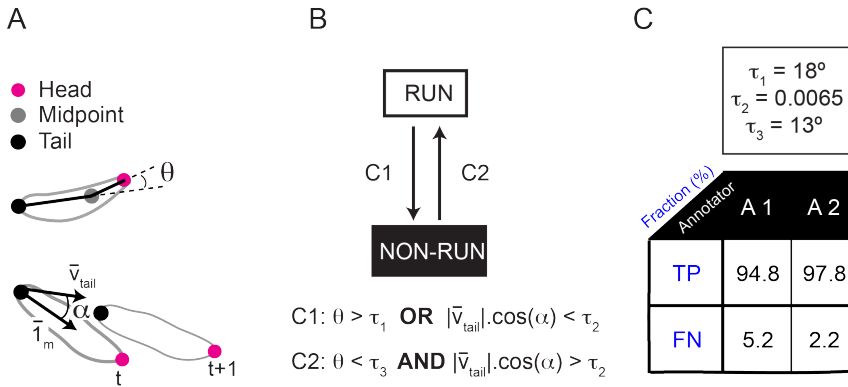 A
Head
Midpoint
Tail
θ
v̄tail
α
1̄m
t
t+1
B
RUN
C1
C2
NON-RUN
C1: θ > τ1 OR |v̄tail|.cos(α) < τ2
C2: θ < τ3 AND |v̄tail|.cos(α) > τ2
C
τ1 = 18º
τ2 = 0.0065
τ3 = 13º
Fraction (%)
Annotator
A 1 A 2
TP 94.8 97.8
FN 5.2 2.2